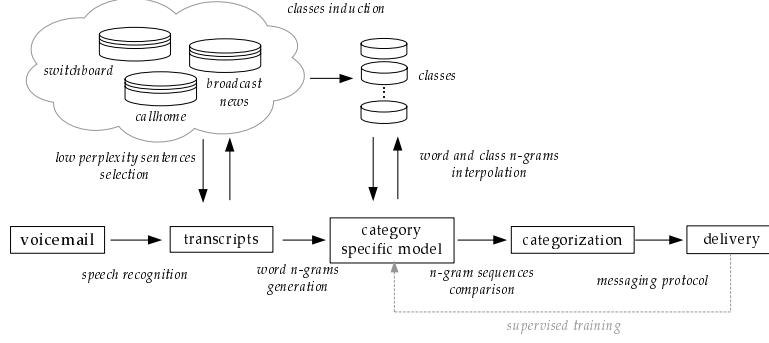 classes induction
switchboard
broadcast
news
callhome
classes
low perplexity sentences
selection
word and class n-grams
interpolation
voicemail
transcripts
category
specific model
categorization
delivery
speech recognition
word n-grams
generation
n-gram sequences
comparison
messaging protocol
supervised training